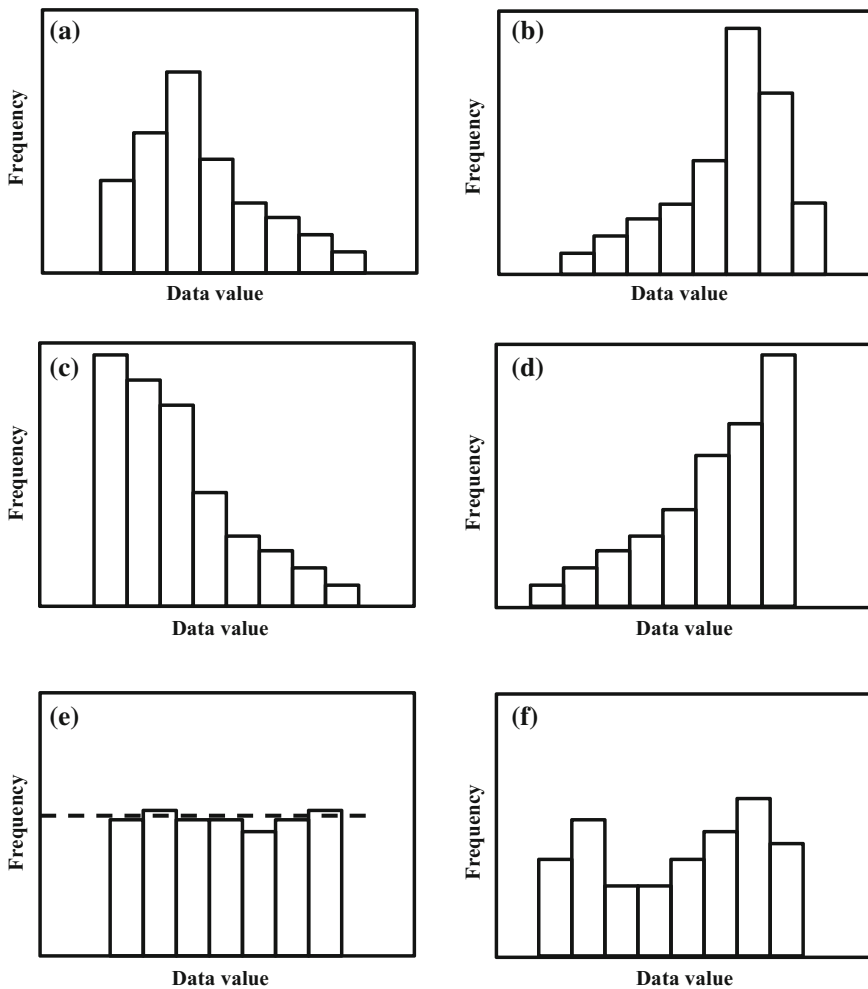 (a)
Frequency
Data value
(b)
Frequency
Data value
(c)
Frequency
Data value
(d)
Frequency
Data value
(e)
Frequency
Data value
(f)
Frequency
Data value